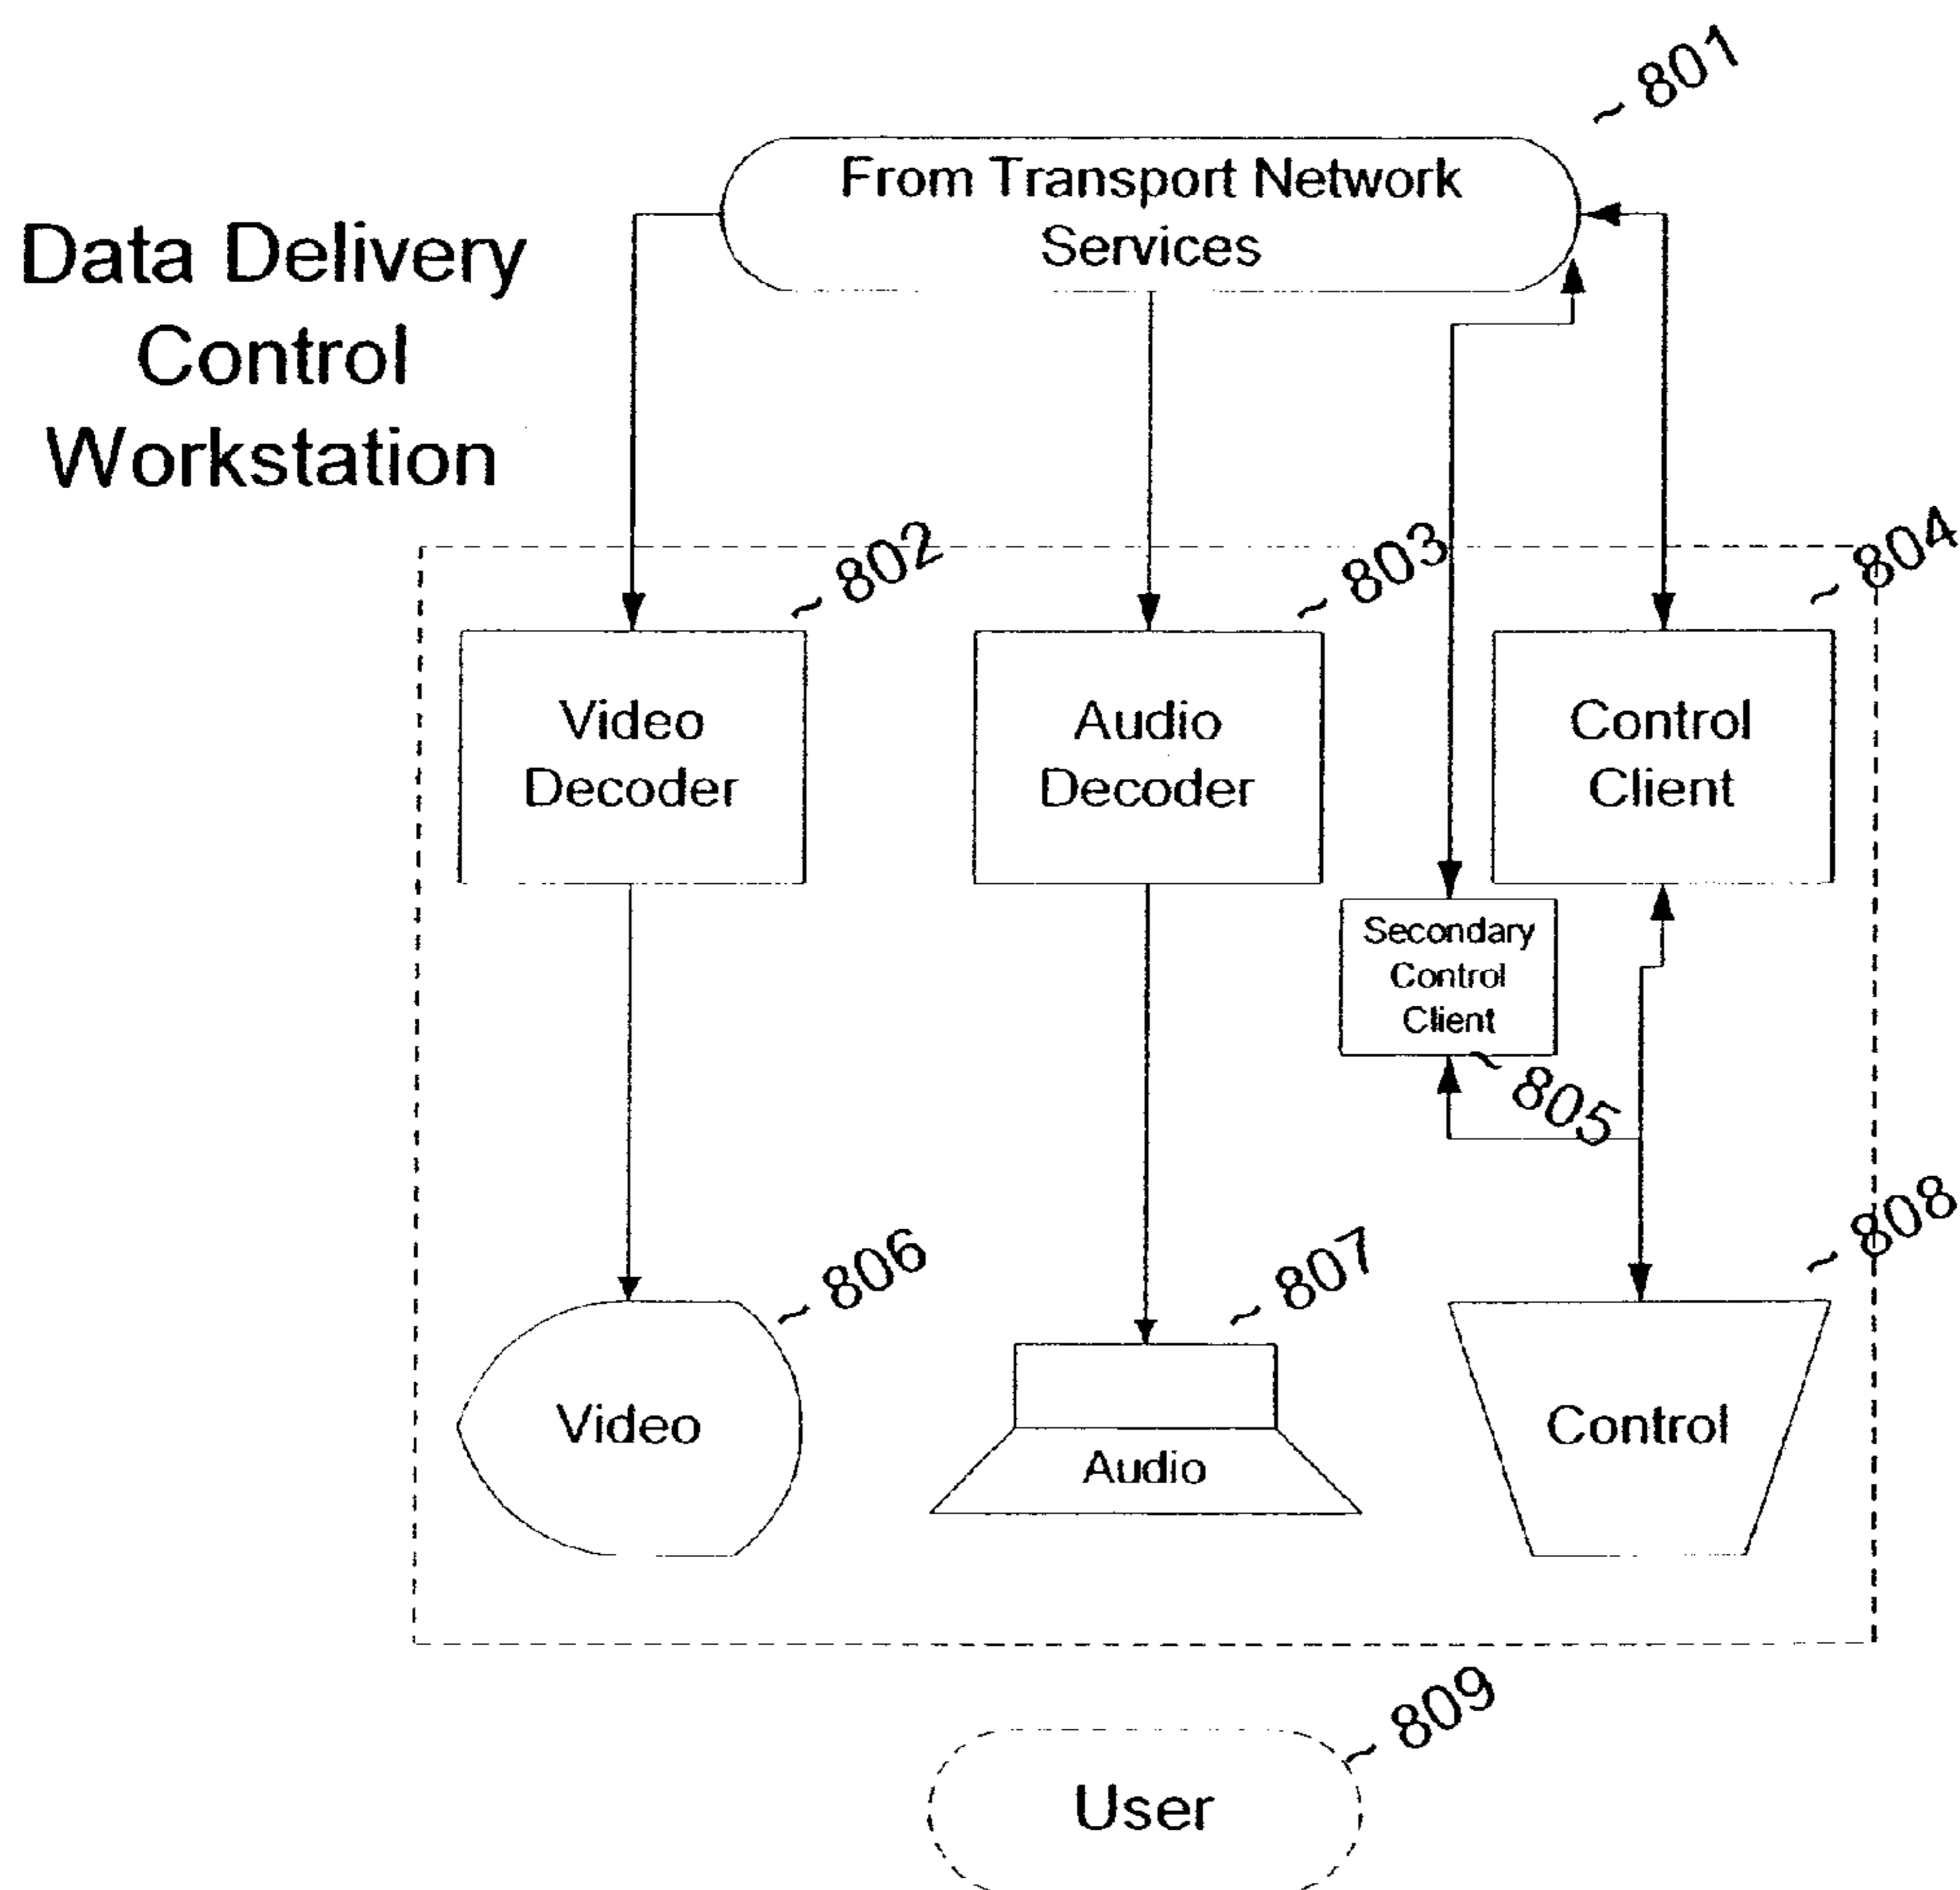 ~ 801
From Transport Network
Services
Data Delivery
Control
Workstation
~ 802
~ 803
~ 804
Video
Decoder
Audio
Decoder
Control
Client
Secondary
Control
Client
~ 805
~ 806
~ 807
~ 808
Video
Audio
Control
~ 809
User